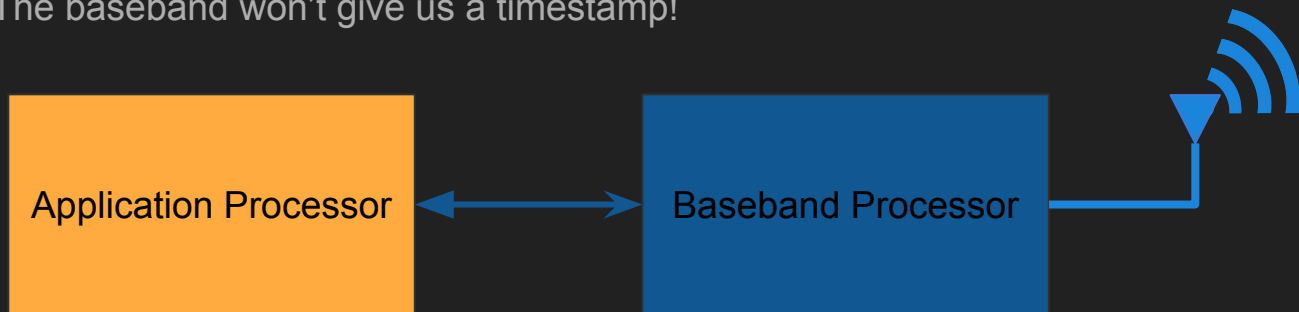 The baseband won't give us a timestamp!
Application Processor
Baseband Processor